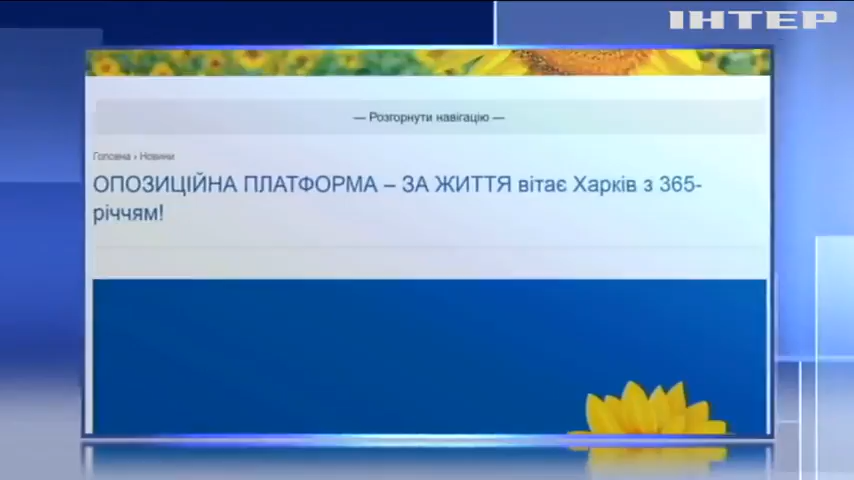 ІНТЕР
— Розгорнути навігацію —
Головна › Новини
ОПОЗИЦІЙНА ПЛАТФОРМА – ЗА ЖИТТЯ вітає Харків з 365-
річчям!